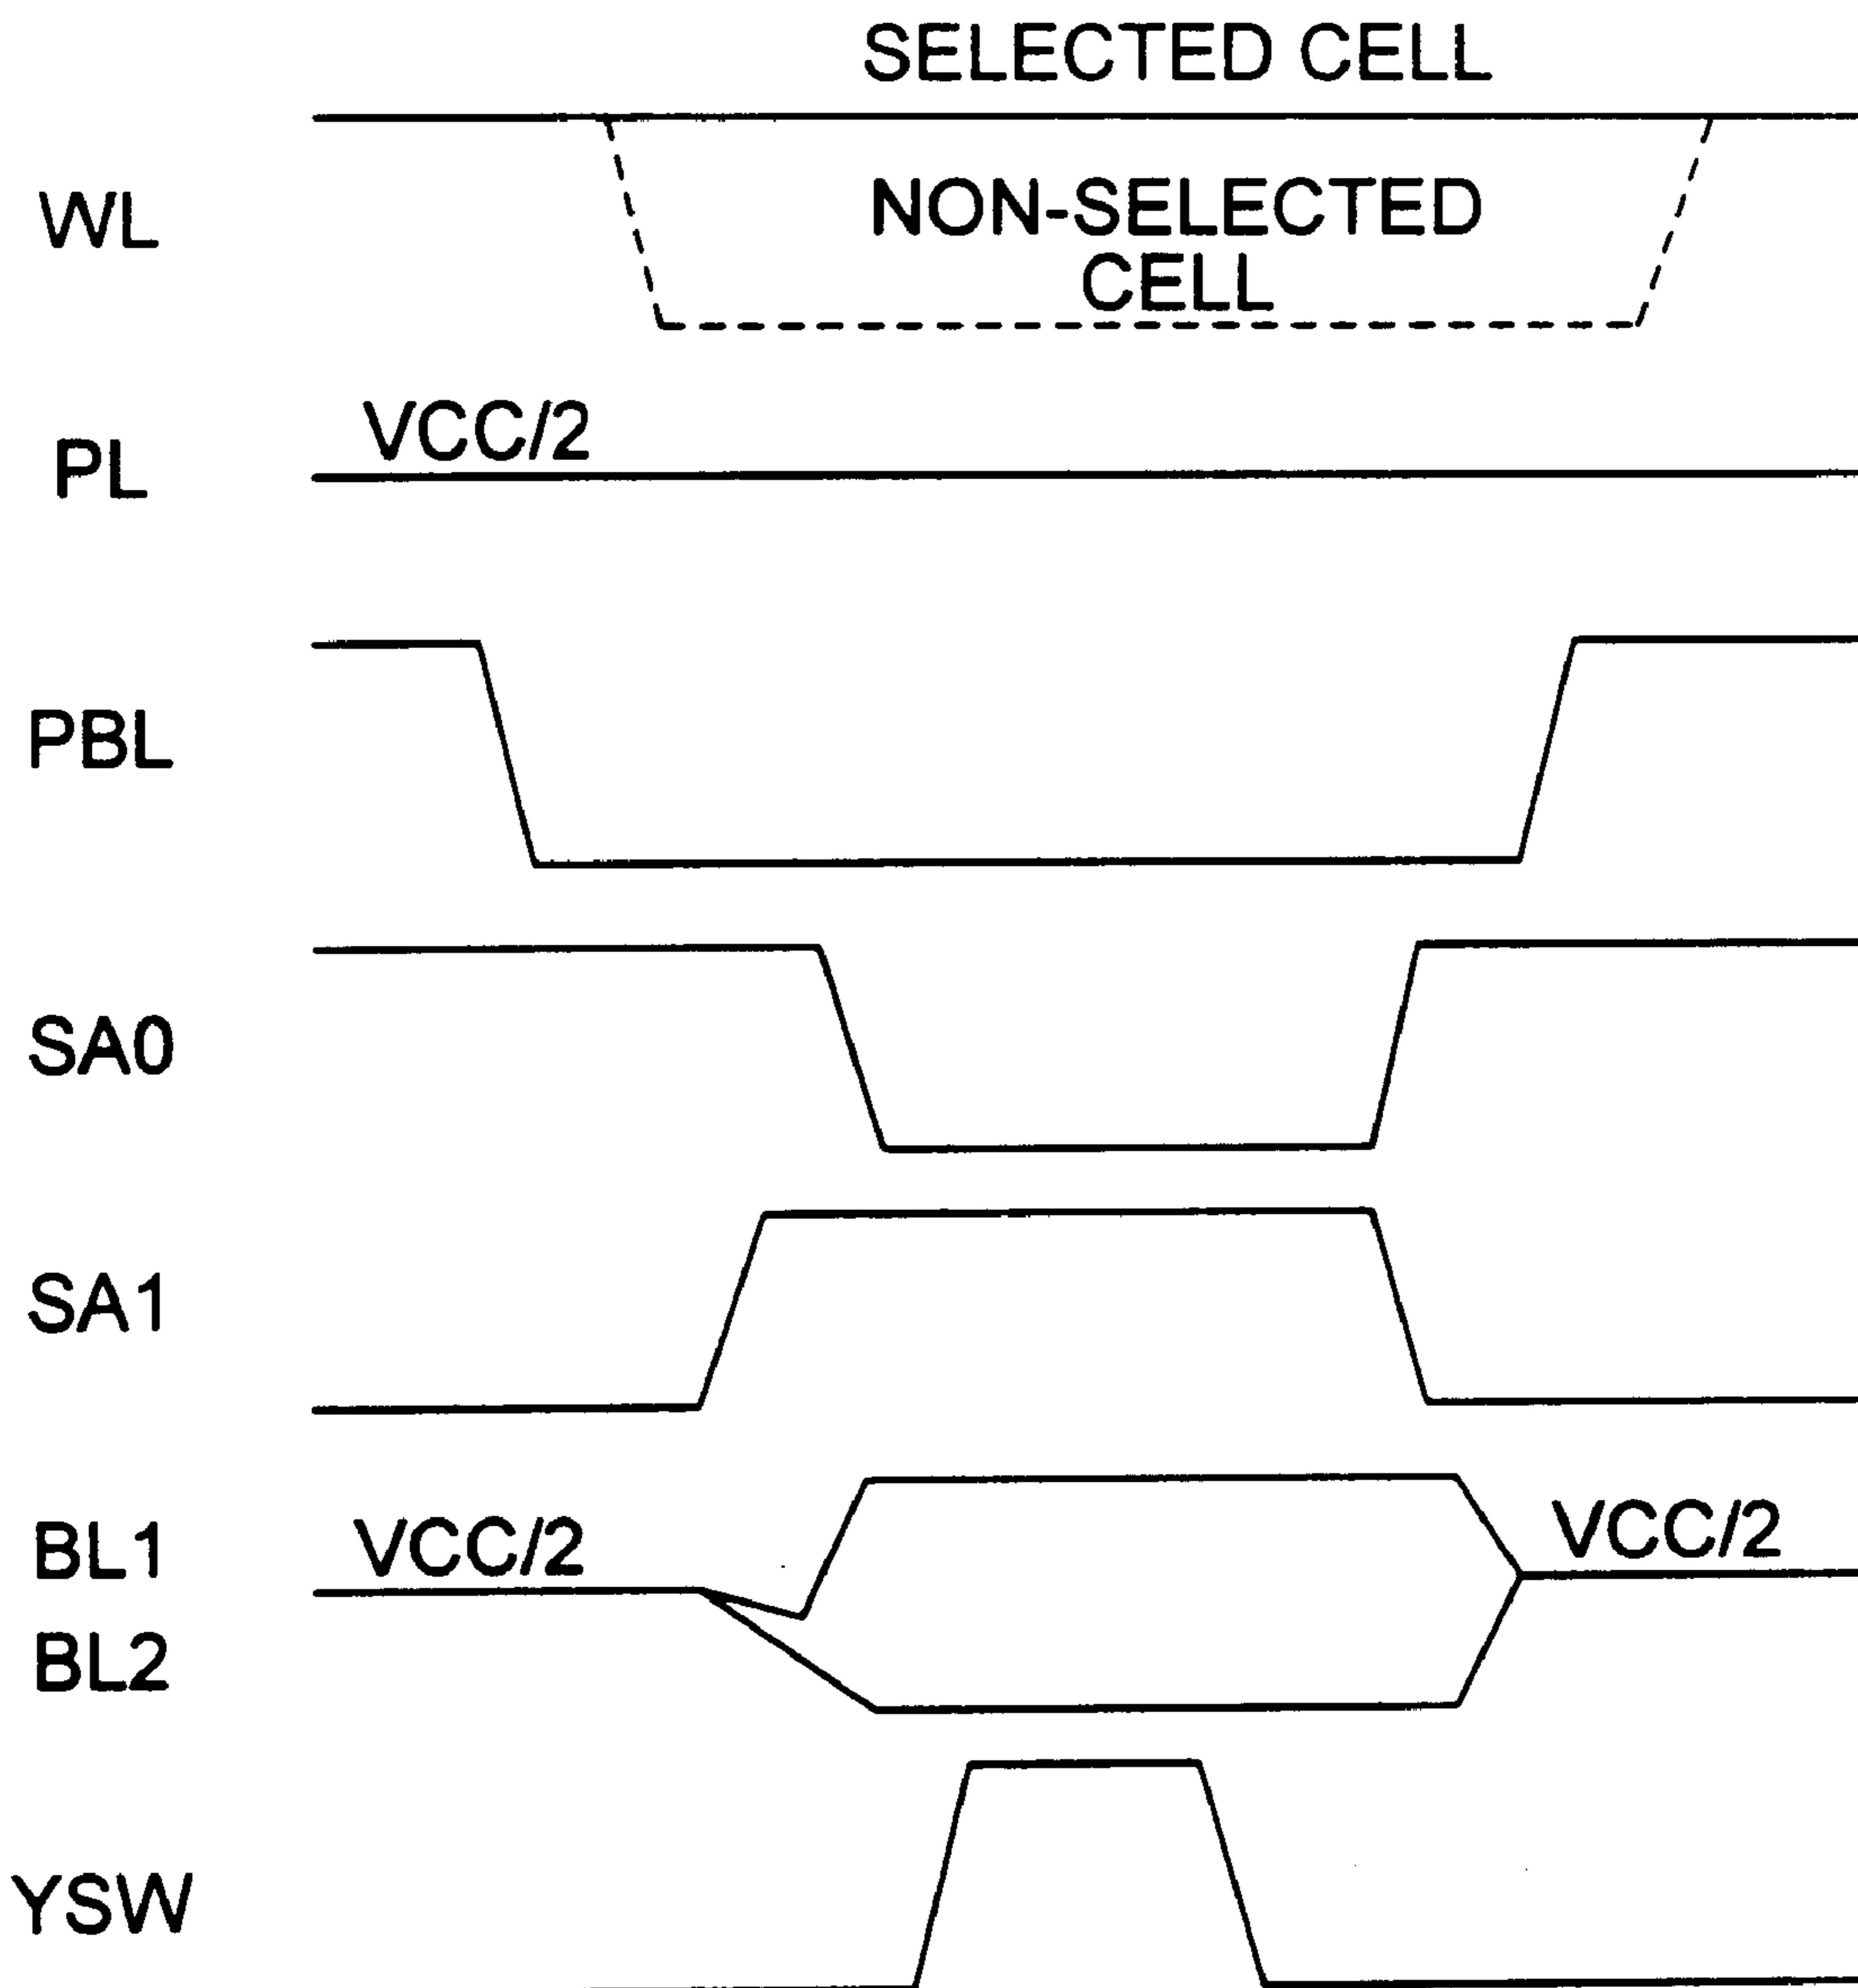 SELECTED CELL
WL
NON-SELECTED
CELL
PL
VCC/2
PBL
SA0
SA1
BL1
VCC/2
VCC/2
BL2
YSW